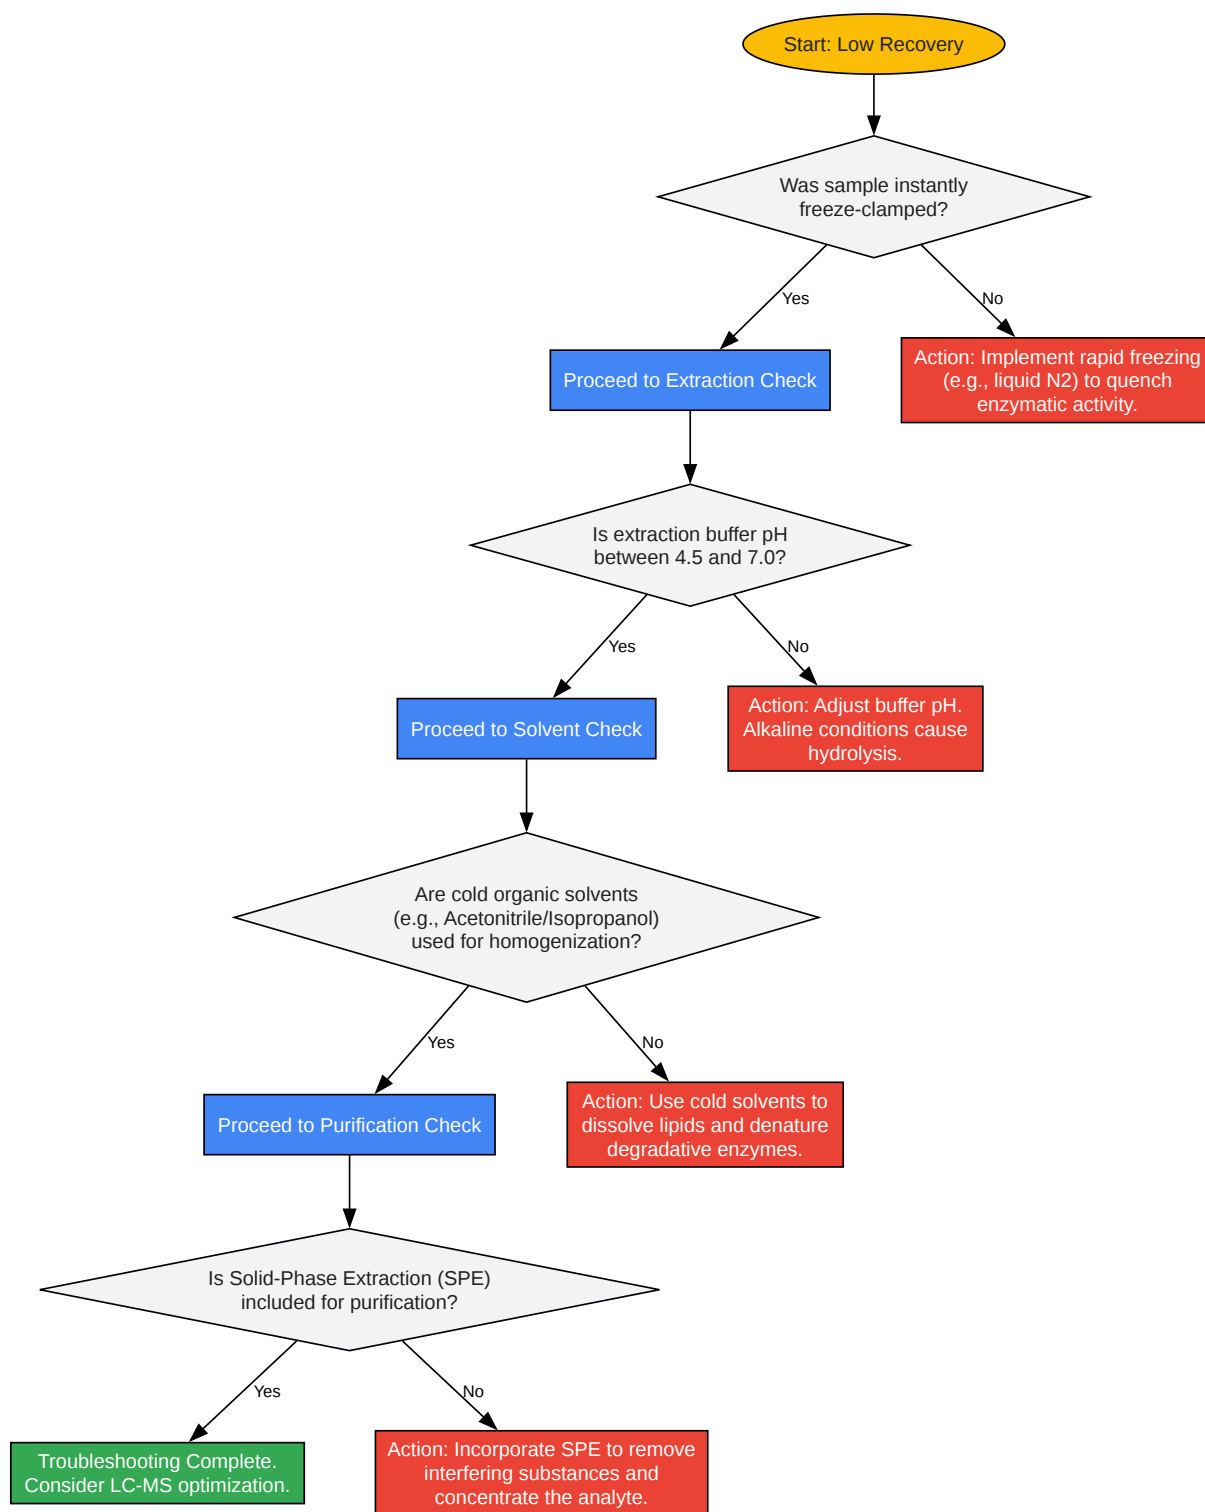 Start: Low Recovery
Was sample instantly
freeze-clamped?
Yes
No
Proceed to Extraction Check
Action: Implement rapid freezing
(e.g., liquid N2) to quench
enzymatic activity.
Is extraction buffer pH
between 4.5 and 7.0?
Yes
No
Proceed to Solvent Check
Action: Adjust buffer pH.
Alkaline conditions cause
hydrolysis.
Are cold organic solvents
(e.g., Acetonitrile/Isopropanol)
used for homogenization?
Yes
No
Proceed to Purification Check
Action: Use cold solvents to
dissolve lipids and denature
degradative enzymes.
Is Solid-Phase Extraction (SPE)
included for purification?
Yes
No
Troubleshooting Complete.
Consider LC-MS optimization.
Action: Incorporate SPE to remove
interfering substances and
concentrate the analyte.